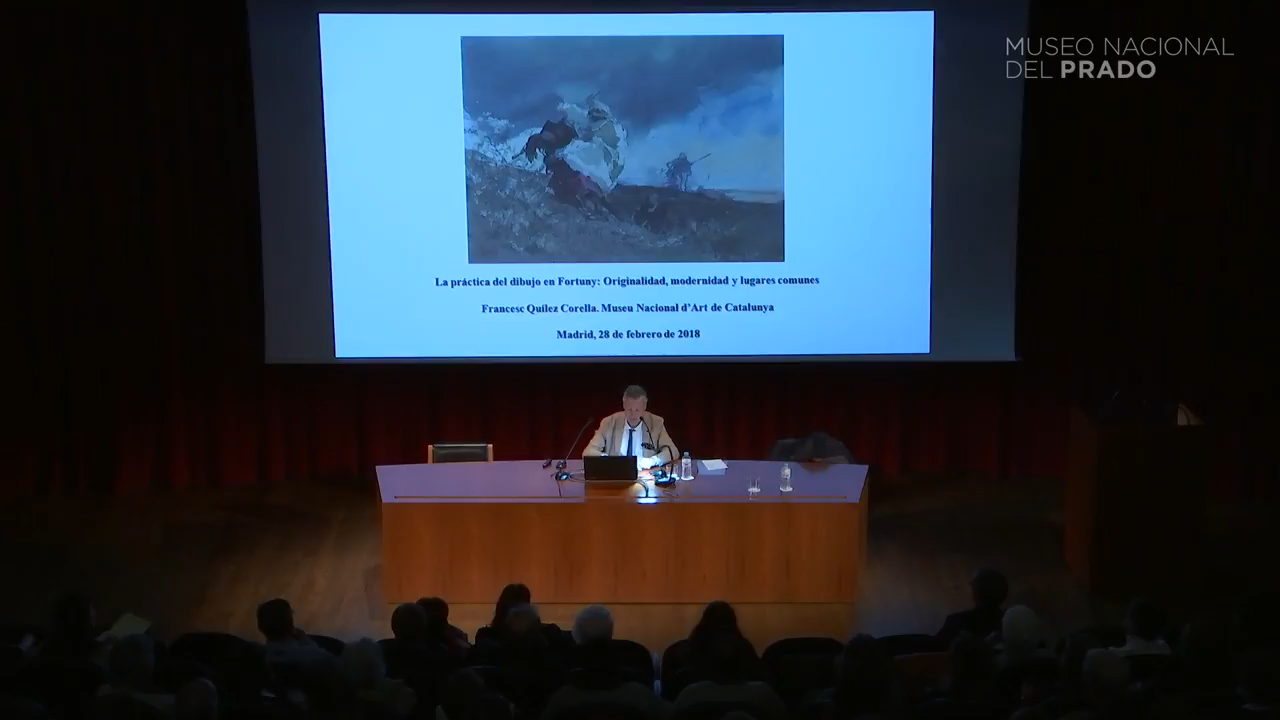 MUSEO NACIONAL
DEL PRADO
La práctica del dibujo en Fortuny: Originalidad, modernidad y lugares comunes
Francesc Quílez Corella. Museu Nacional d'Art de Catalunya
Madrid, 28 de febrero de 2018